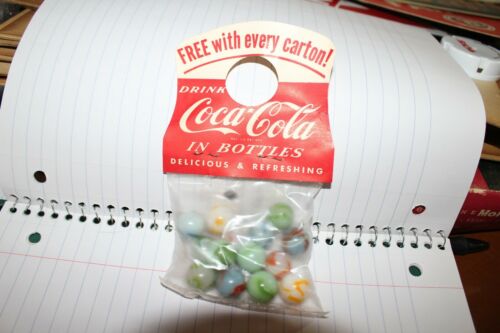 FREE with every carton!
DRINK
Coca-Cola
IN BOTTLES
DELICIOUS & REFRESHING